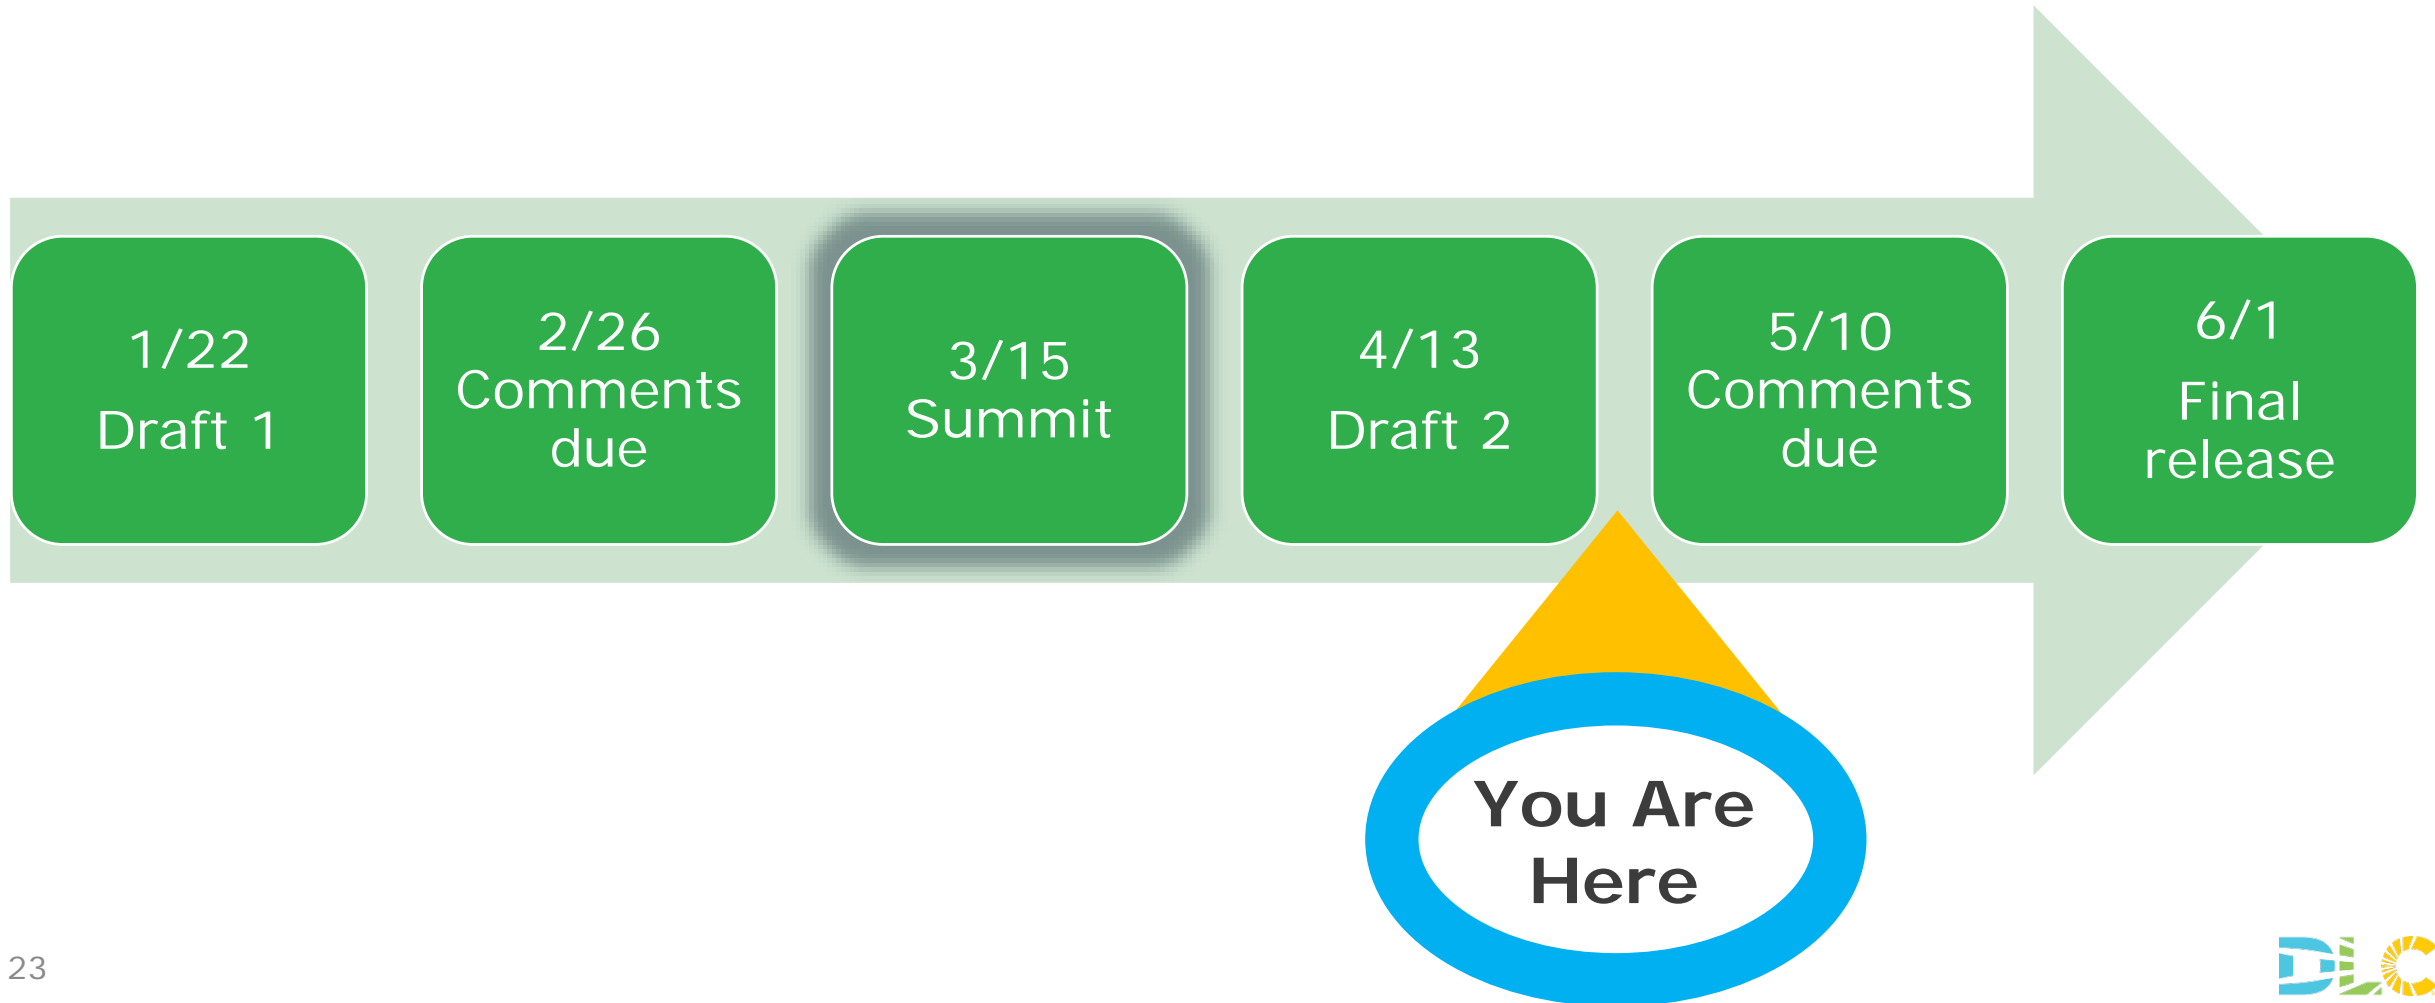 1/22
Draft 1
2/26
Comments
due
3/15
Summit
4/13
Draft 2
5/10
Comments
due
6/1
Final
release
You Are
Here
23
DLC